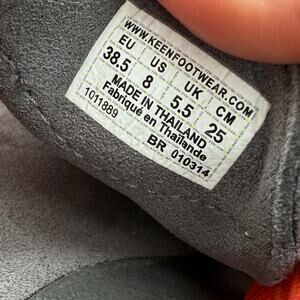 WWW.KEENFOOTWEAR.COM
EU US UK CM
38.5 8 5.5 25
MADE IN THAILAND
Fabriqué en Thaïlande
1011889 BR 010314